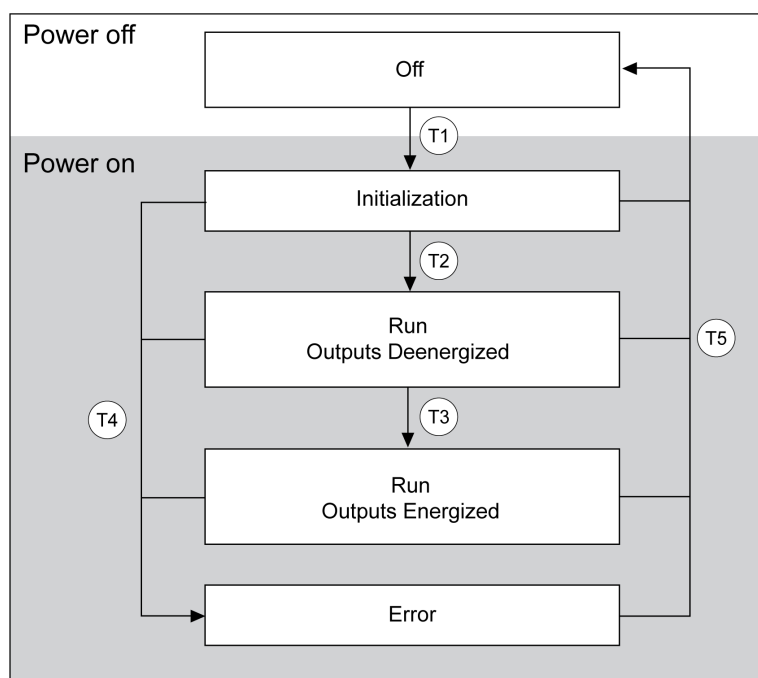 Power off
Off
T1
Power on
Initialization
T2
Run
Outputs Deenergized
T5
T4
T3
Run
Outputs Energized
Error